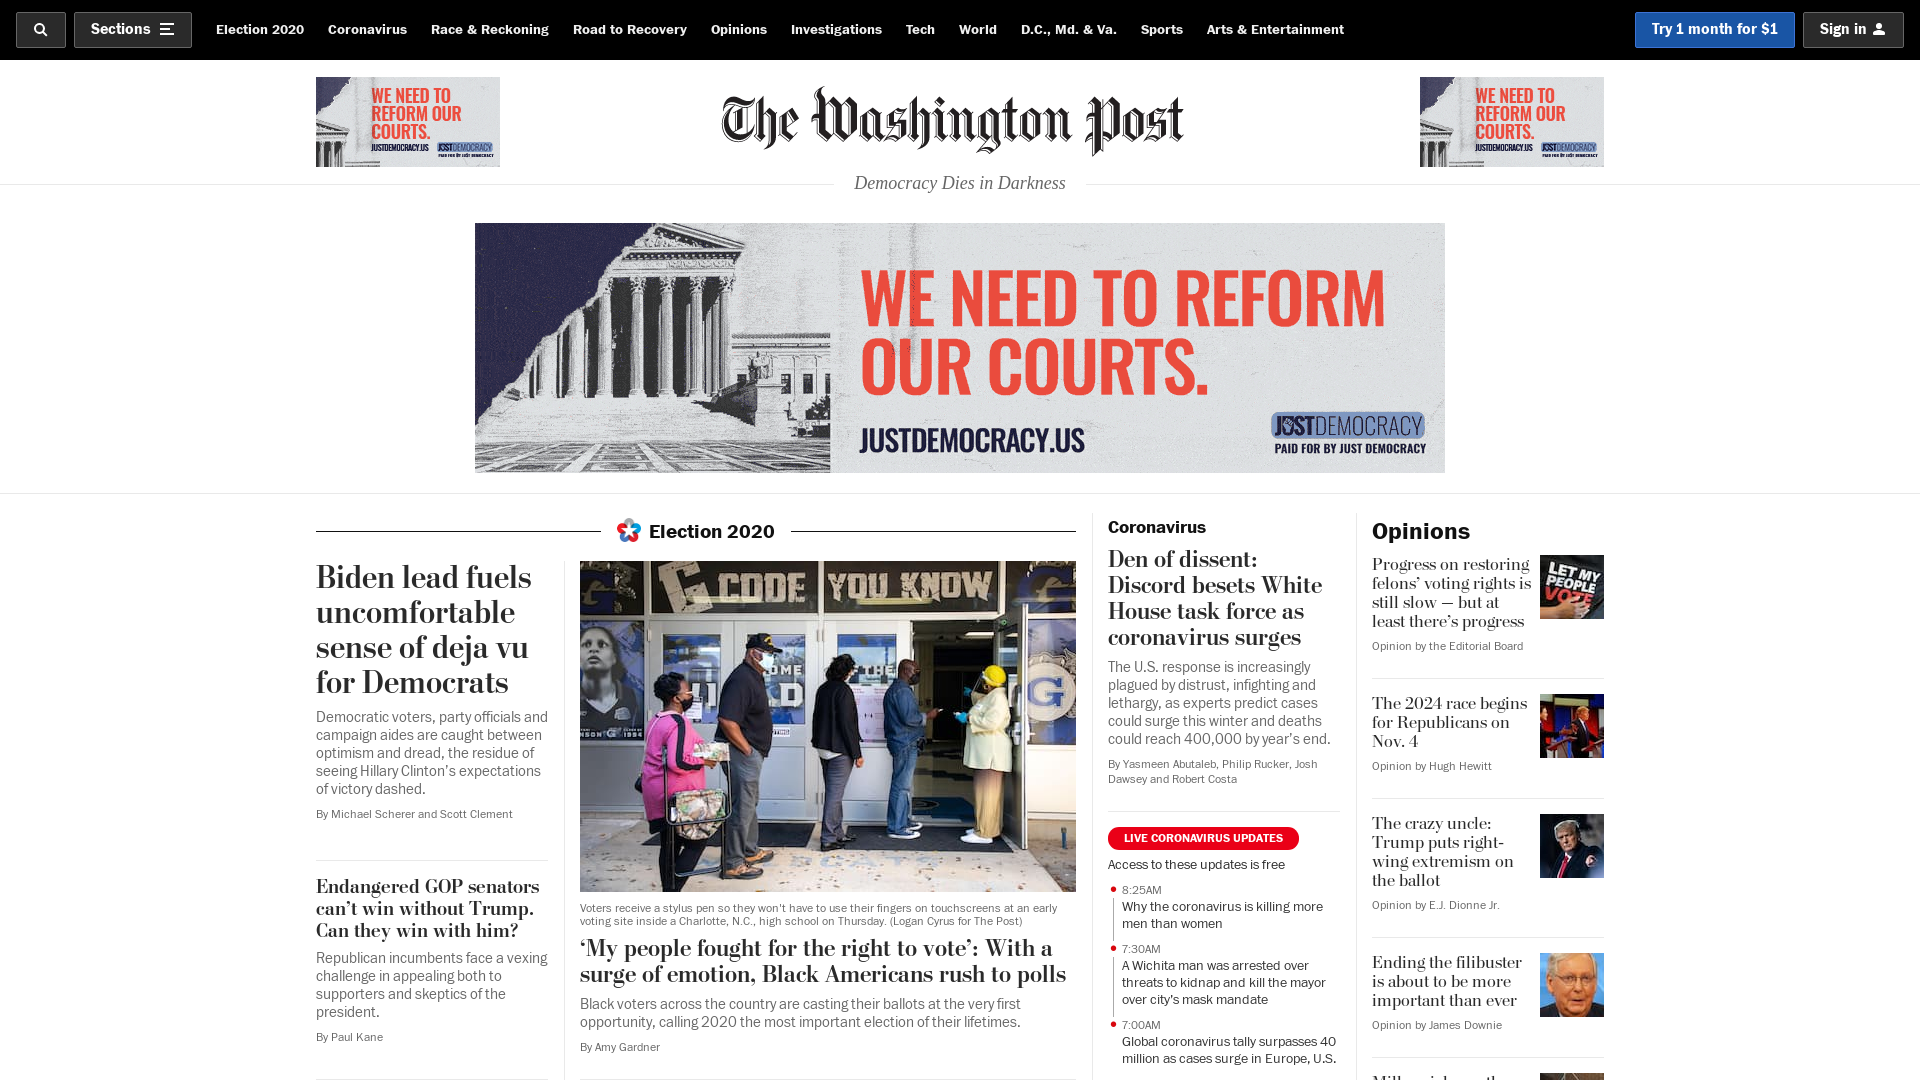 Sections
Election 2020
Coronavirus
Race & Reckoning
Road to Recovery
Opinions
Investigations
Tech
World
D.C., Md. & Va.
Sports
Arts & Entertainment
Try 1 month for $1
Sign in
WE NEED TO
REFORM OUR
COURTS.
JUSTDEMOCRACY.US
JUSTDEMOCRACY
PAID FOR BY JUST DEMOCRACY
The Washington Post
WE NEED TO
REFORM OUR
COURTS.
JUSTDEMOCRACY.US
JUSTDEMOCRACY
PAID FOR BY JUST DEMOCRACY
Democracy Dies in Darkness
WE NEED TO REFORM
OUR COURTS.
JUSTDEMOCRACY.US
JUSTDEMOCRACY
PAID FOR BY JUST DEMOCRACY
Election 2020
Biden lead fuels
uncomfortable
sense of deja vu
for Democrats
Democratic voters, party officials and
campaign aides are caught between
optimism and dread, the residue of
seeing Hillary Clinton’s expectations
of victory dashed.
By Michael Scherer and Scott Clement
Endangered GOP senators
can’t win without Trump.
Can they win with him?
Republican incumbents face a vexing
challenge in appealing both to
supporters and skeptics of the
president.
By Paul Kane
G CODE YOU KNOW
THE
G
Voters receive a stylus pen so they won't have to use their fingers on touchscreens at an early
voting site inside a Charlotte, N.C., high school on Thursday. (Logan Cyrus for The Post)
‘My people fought for the right to vote’: With a
surge of emotion, Black Americans rush to polls
Black voters across the country are casting their ballots at the very first
opportunity, calling 2020 the most important election of their lifetimes.
By Amy Gardner
Coronavirus
Den of dissent:
Discord besets White
House task force as
coronavirus surges
The U.S. response is increasingly
plagued by distrust, infighting and
lethargy, as experts predict cases
could surge this winter and deaths
could reach 400,000 by year’s end.
By Yasmeen Abutaleb, Philip Rucker, Josh
Dawsey and Robert Costa
LIVE CORONAVIRUS UPDATES
Access to these updates is free
8:25AM
Why the coronavirus is killing more
men than women
7:30AM
A Wichita man was arrested over
threats to kidnap and kill the mayor
over city's mask mandate
7:00AM
Global coronavirus tally surpasses 40
million as cases surge in Europe, U.S.
Opinions
Progress on restoring
felons’ voting rights is
still slow — but at
least there’s progress
Opinion by the Editorial Board
LET MY
PEOPLE
VOTE
The 2024 race begins
for Republicans on
Nov. 4
Opinion by Hugh Hewitt
The crazy uncle:
Trump puts right-
wing extremism on
the ballot
Opinion by E.J. Dionne Jr.
Ending the filibuster
is about to be more
important than ever
Opinion by James Downie